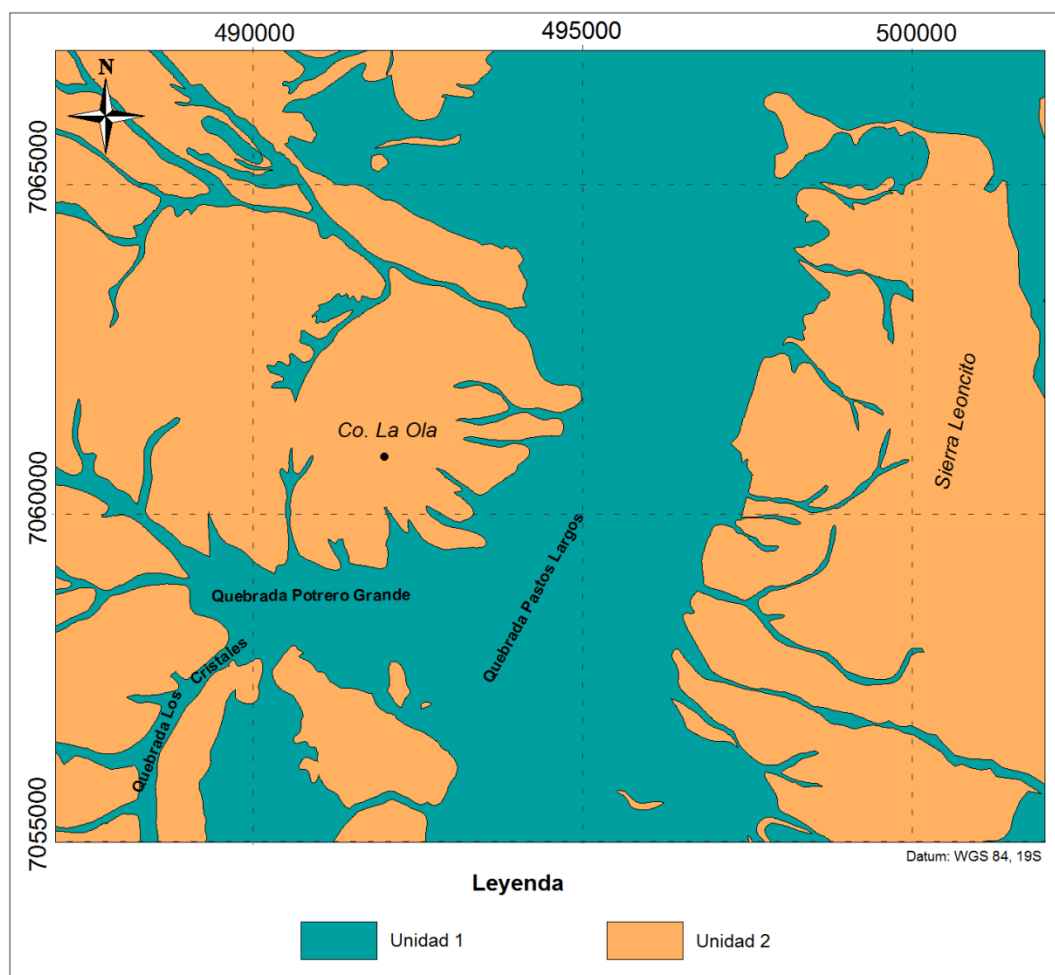 490000
495000
500000
N
7065000
Co. La Ola
Sierra Leoncito
7060000
Quebrada Pastos Largos
Quebrada Potrero Grande
Quebrada Los Cristales
7055000
Datum: WGS 84, 19S
Leyenda
Unidad 1
Unidad 2